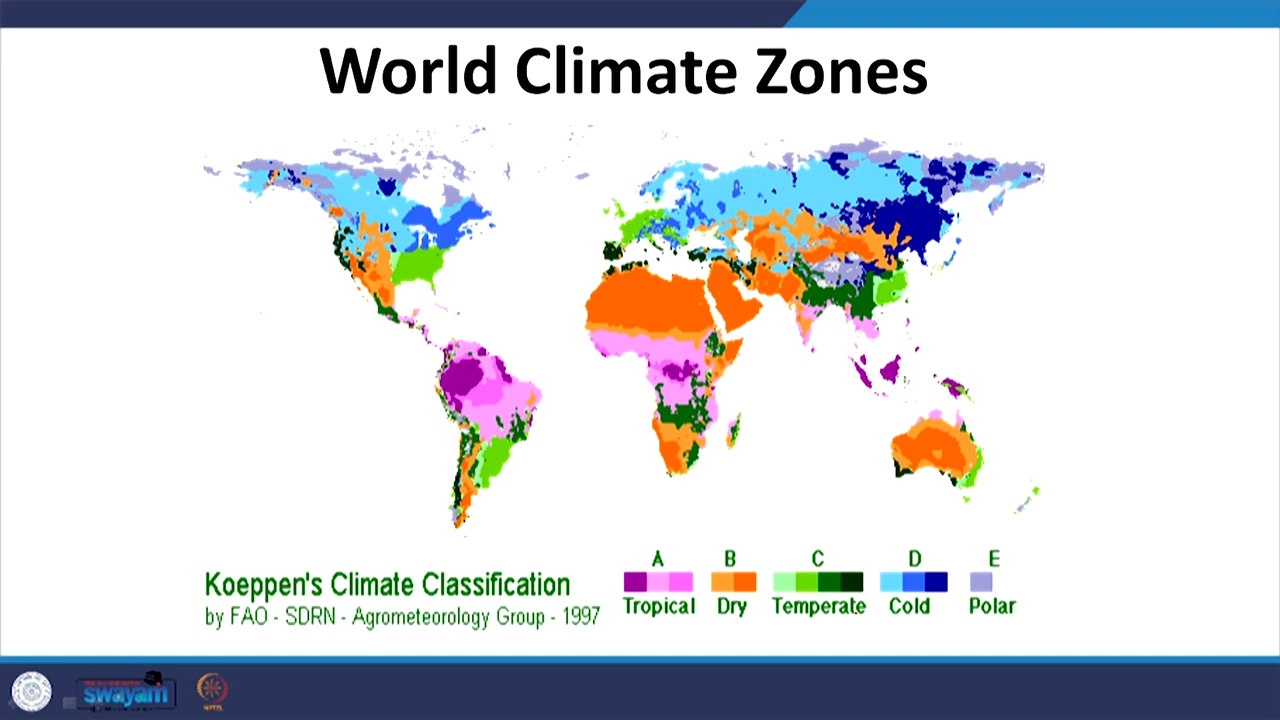 World Climate Zones
Koeppen's Climate Classification
by FAO - SDRN - Agrometeorology Group - 1997
A B C D E
Tropical Dry Temperate Cold Polar
swayam